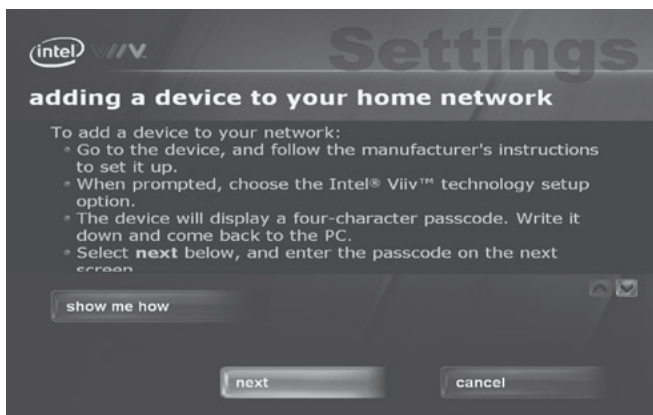 intel VIIV™ Settings
adding a device to your home network
To add a device to your network:
• Go to the device, and follow the manufacturer's instructions
to set it up.
• When prompted, choose the Intel® Viiv™ technology setup
option.
• The device will display a four-character passcode. Write it
down and come back to the PC.
• Select next below, and enter the passcode on the next
screen
show me how
next cancel